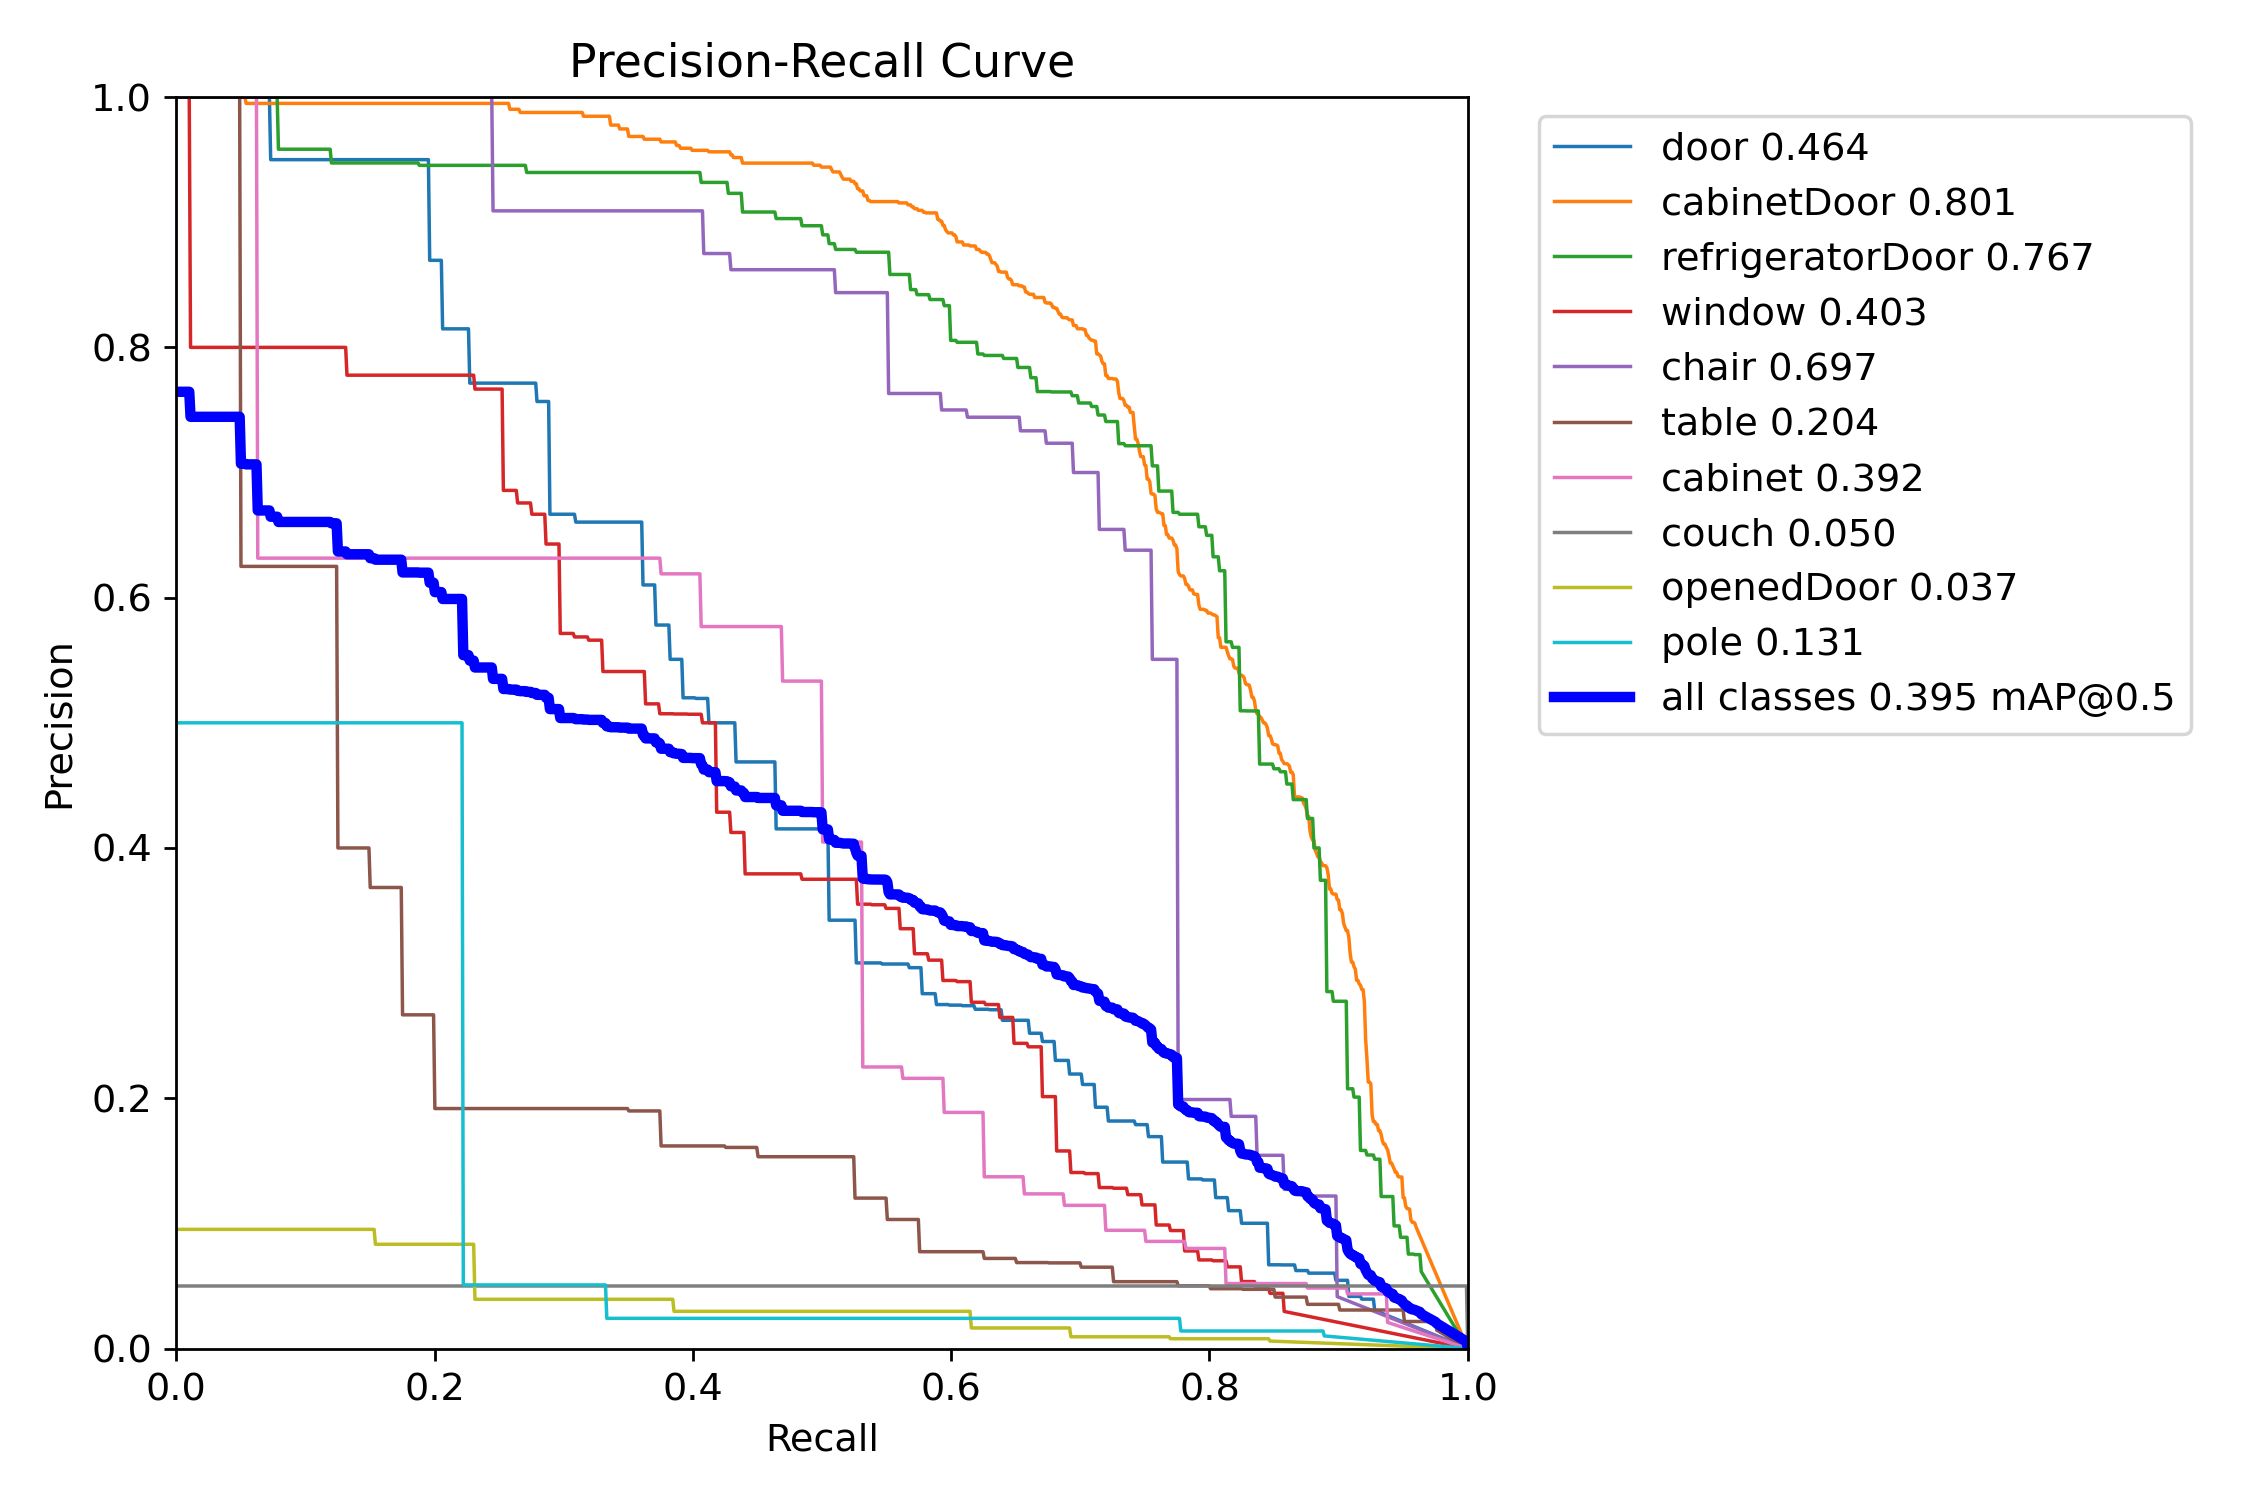 Precision-Recall Curve
1.0
0.8
0.6
0.4
0.2
0.0
Precision
0.0 0.2 0.4 0.6 0.8 1.0
Recall
door 0.464
cabinetDoor 0.801
refrigeratorDoor 0.767
window 0.403
chair 0.697
table 0.204
cabinet 0.392
couch 0.050
openedDoor 0.037
pole 0.131
all classes 0.395 mAP@0.5